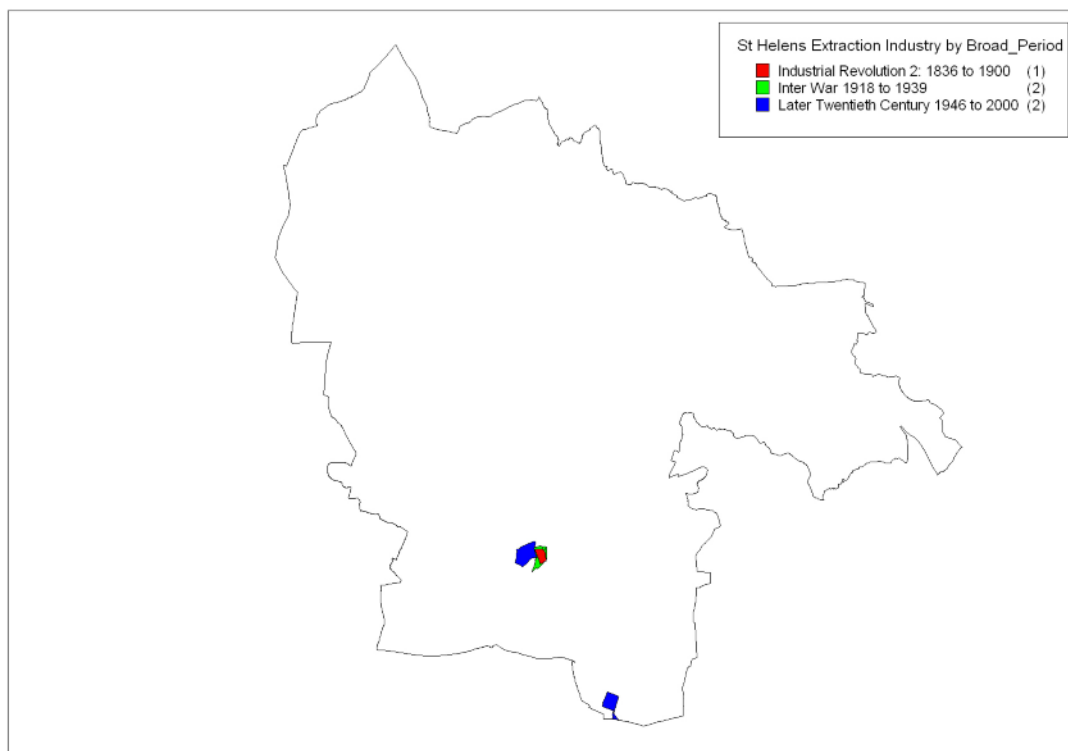 St Helens Extraction Industry by Broad_Period
Industrial Revolution 2: 1836 to 1900 (1)
Inter War 1918 to 1939 (2)
Later Twentieth Century 1946 to 2000 (2)